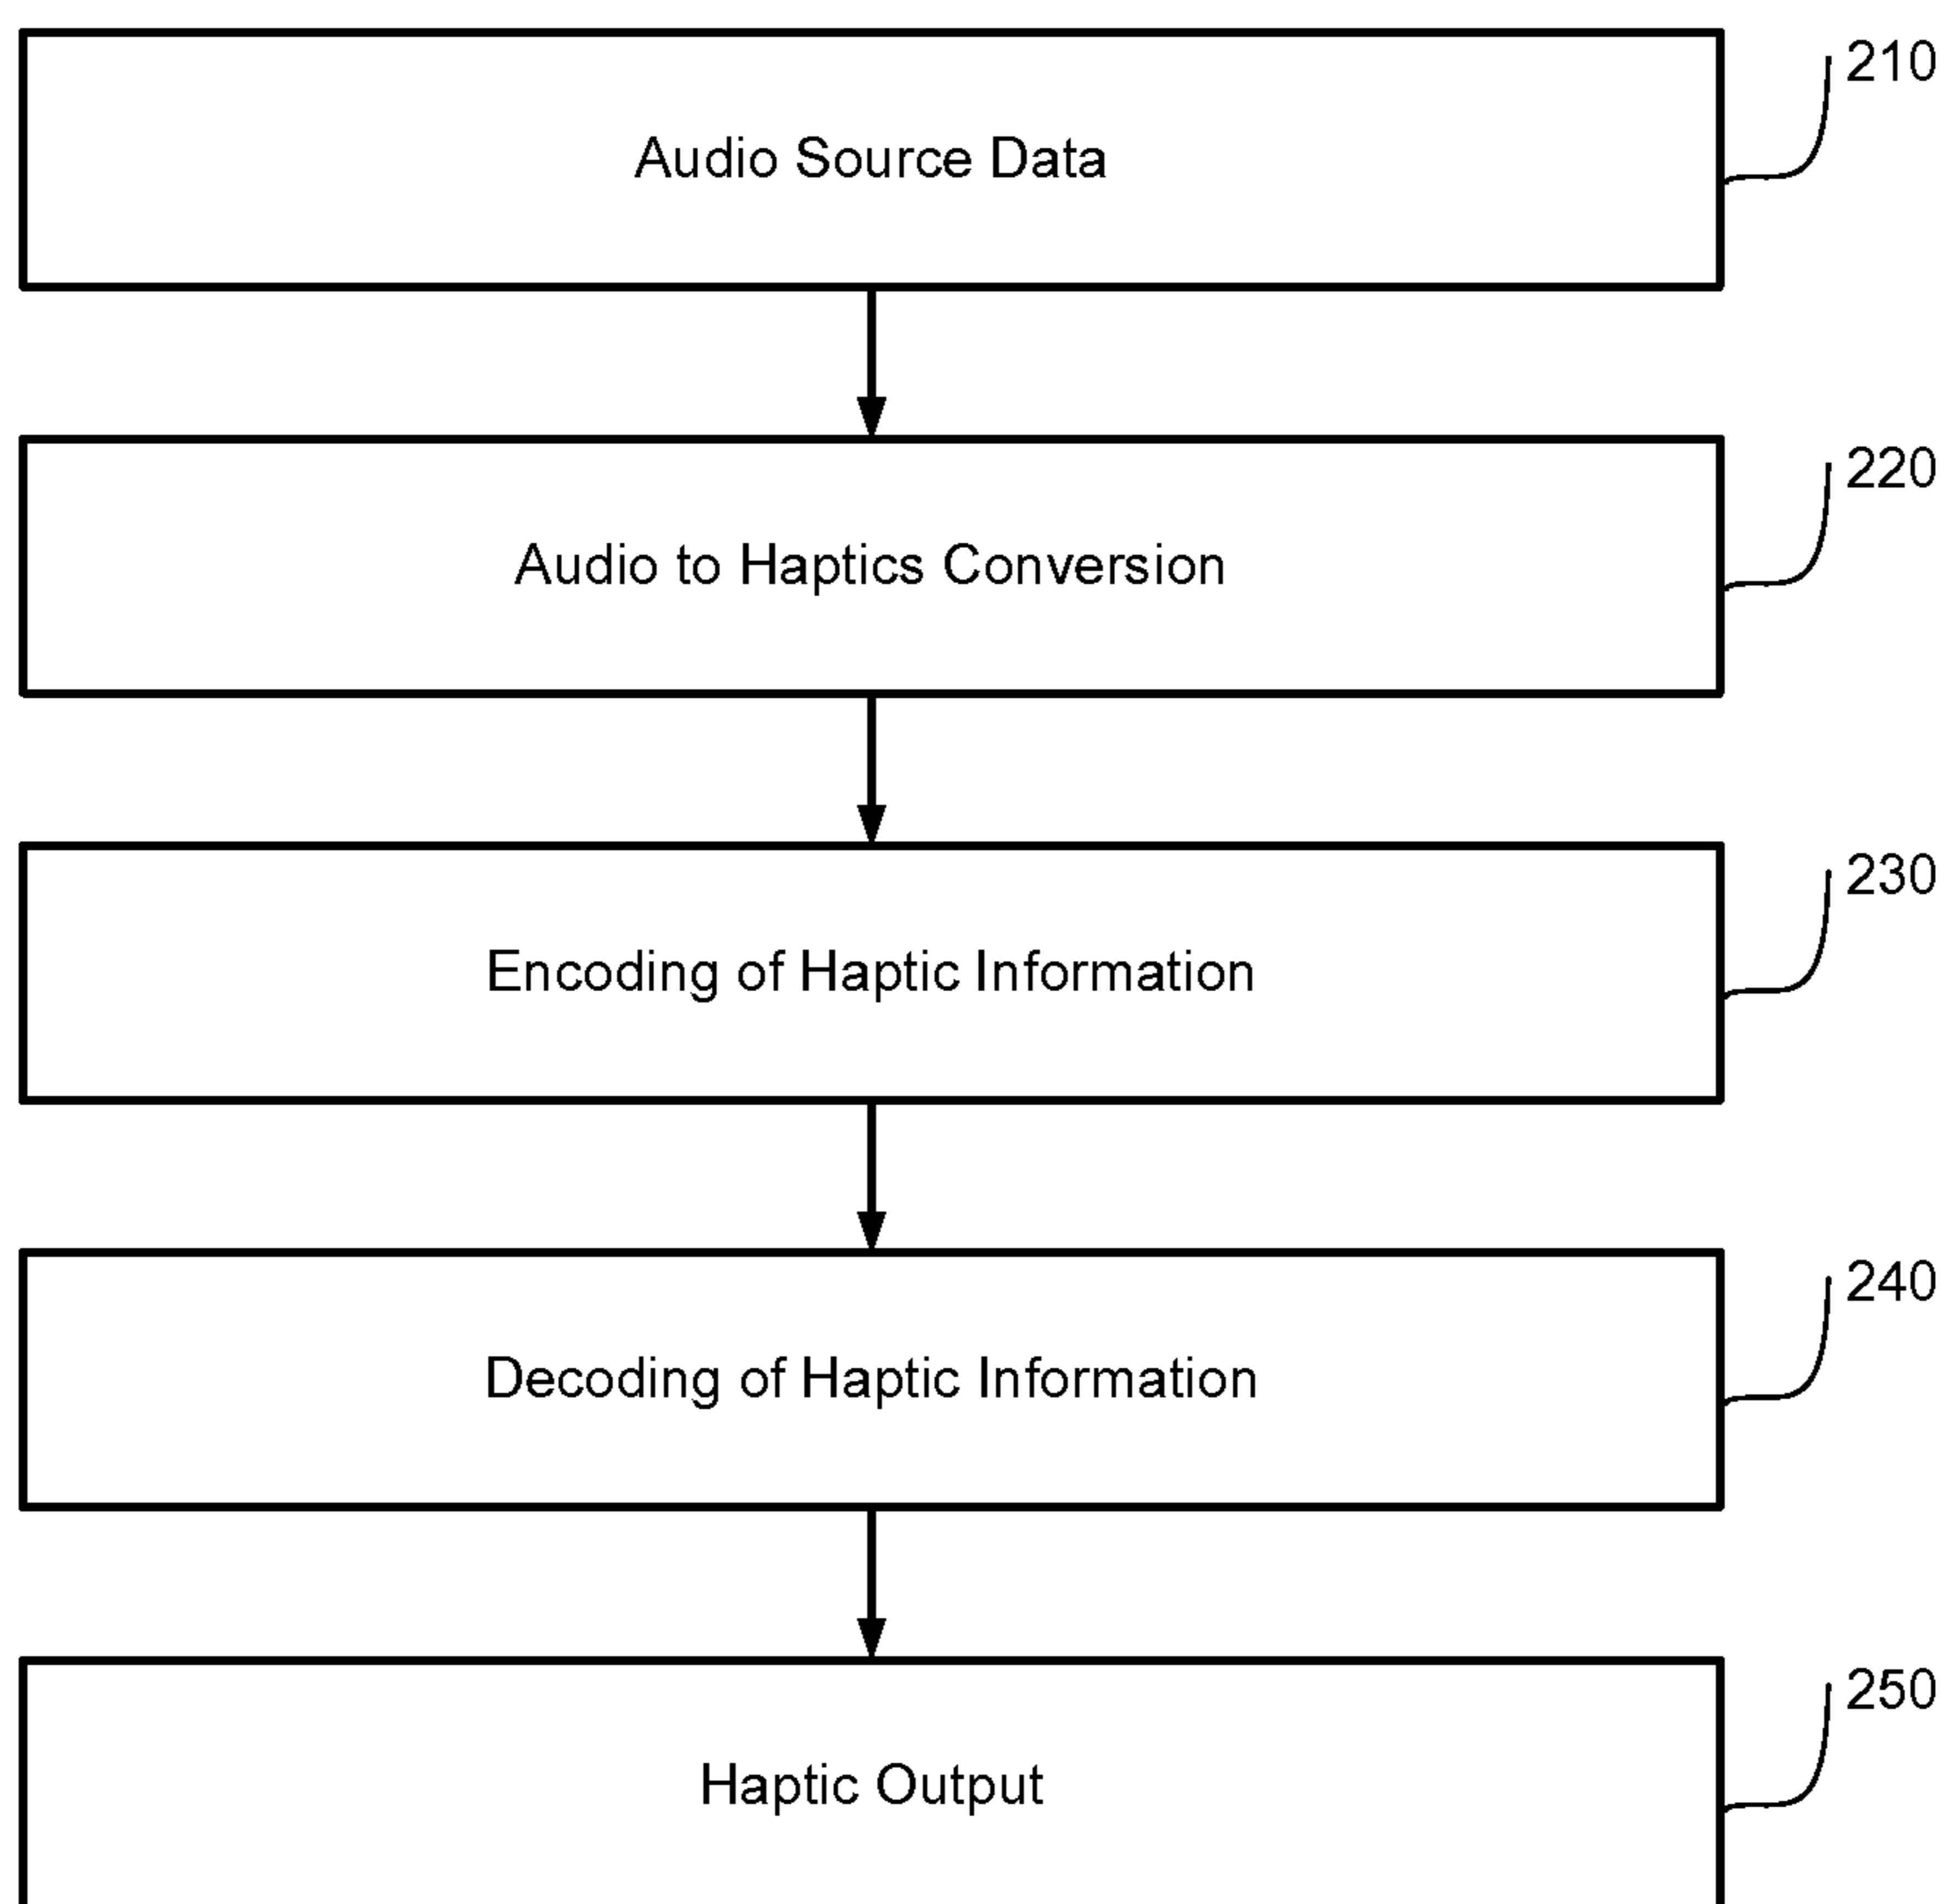 210
Audio Source Data
220
Audio to Haptics Conversion
230
Encoding of Haptic Information
240
Decoding of Haptic Information
250
Haptic Output